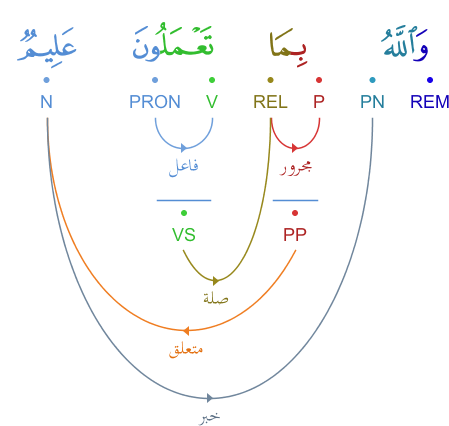 وَٱللَّهُ بِمَا تَعْمَلُونَ عَلِيمٌ
REM PN P REL V PRON N
فاعل مجرور
VS PP
صلة
متعلق
خبر